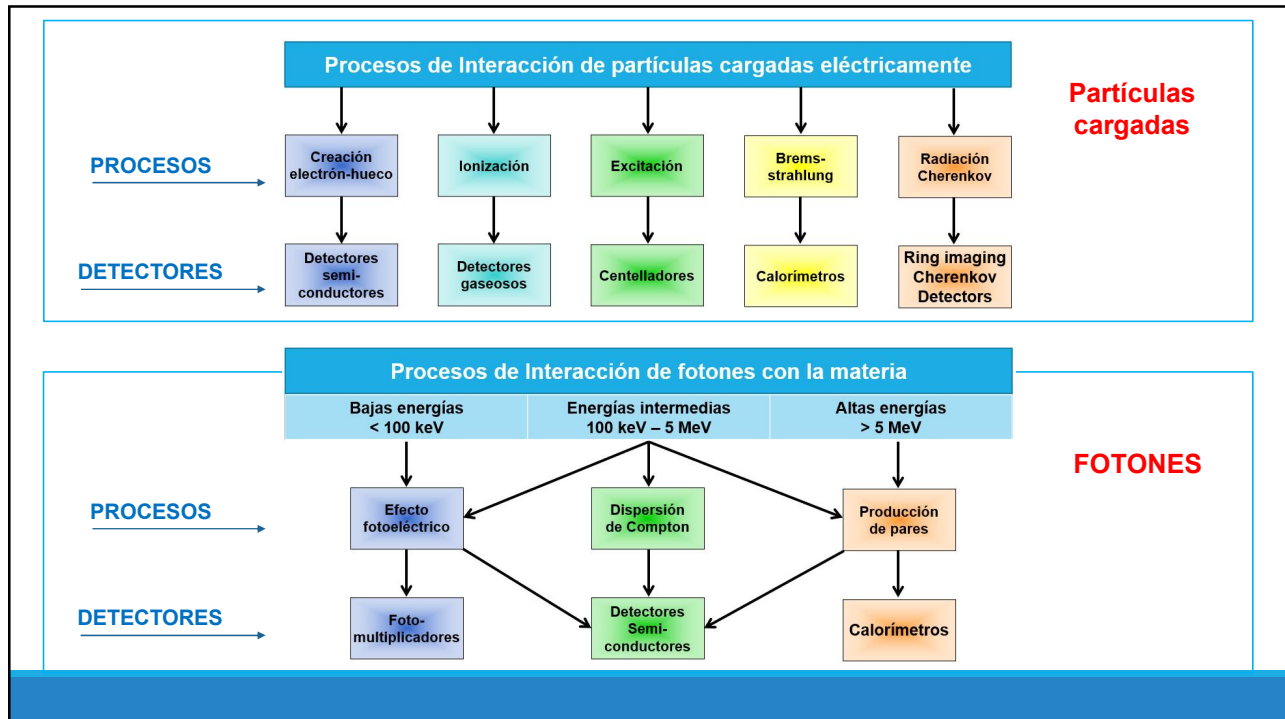 Procesos de Interacción de partículas cargadas eléctricamente
Partículas
cargadas
PROCESOS
Creación
electrón-hueco
Ionización
Excitación
Brems-
strahlung
Radiación
Cherenkov
DETECTORES
Detectores
semi-
conductores
Detectores
gaseosos
Centelladores
Calorímetros
Ring imaging
Cherenkov
Detectors
Procesos de Interacción de fotones con la materia
Bajas energías
< 100 keV
Energías intermedias
100 keV – 5 MeV
Altas energías
> 5 MeV
FOTONES
PROCESOS
Efecto
fotoeléctrico
Dispersión
de Compton
Producción
de pares
DETECTORES
Foto-
multiplicadores
Detectores
Semi-
conductores
Calorímetros